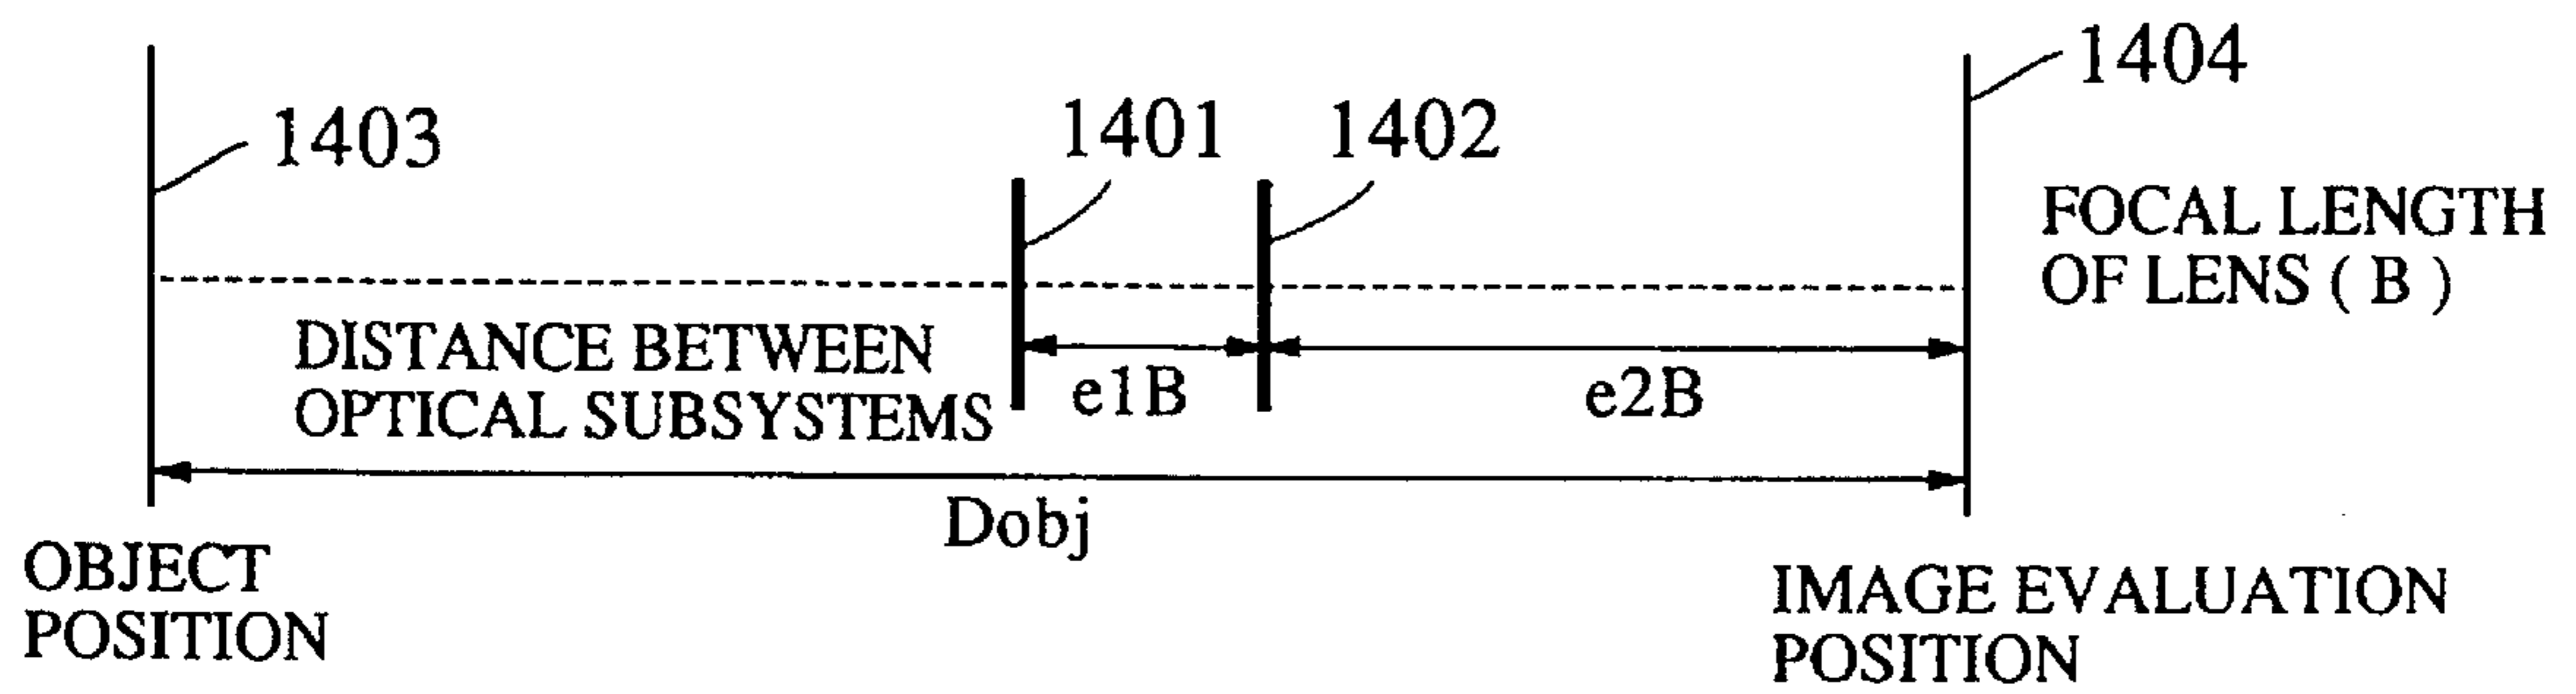 1403
1401
1402
1404
FOCAL LENGTH
OF LENS ( B )
DISTANCE BETWEEN
OPTICAL SUBSYSTEMS
e1B
e2B
Dobj
OBJECT
POSITION
IMAGE EVALUATION
POSITION